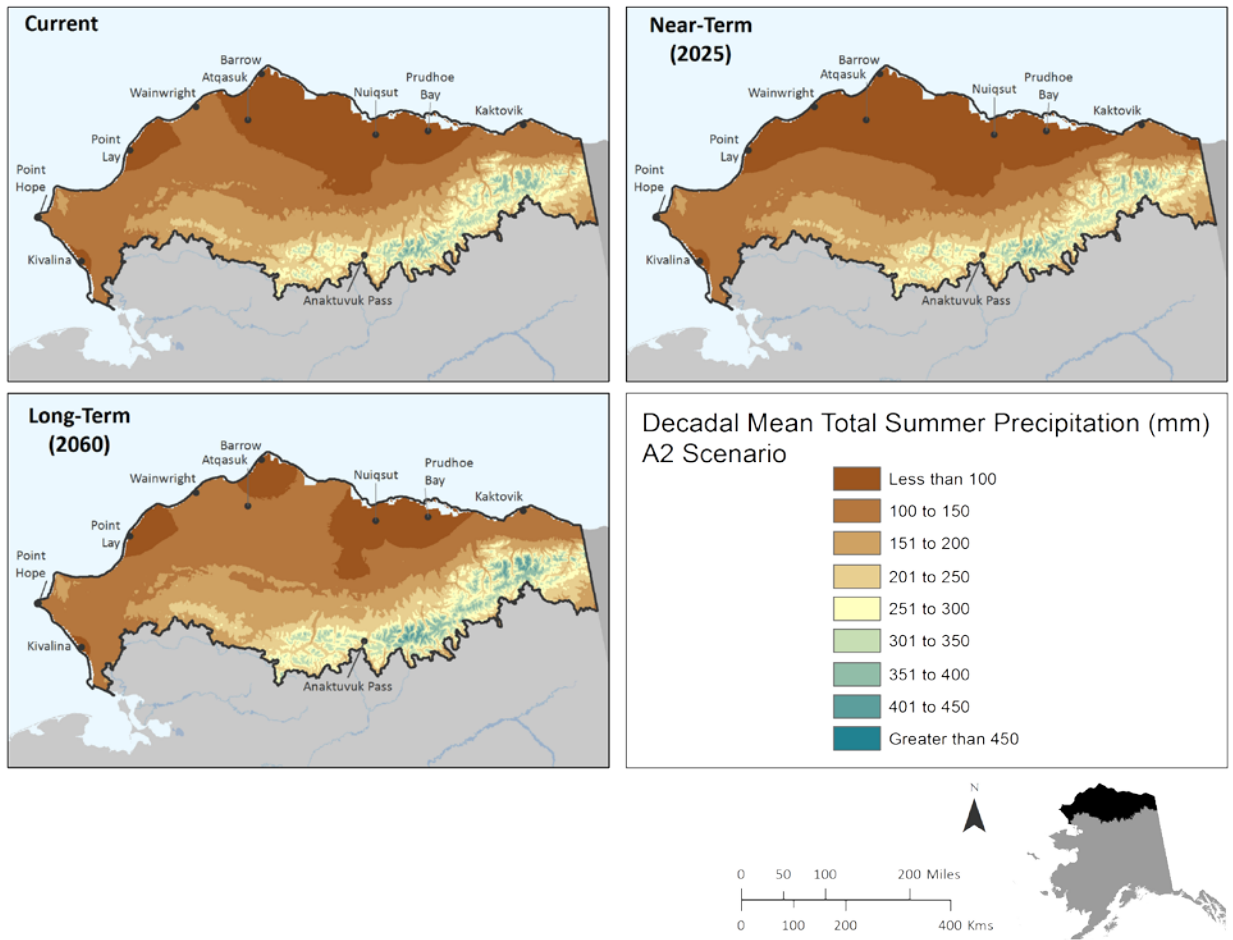 Current
Barrow
Atqasuk
Wainwright
Nuiqsut
Prudhoe
Bay
Kaktovik
Point
Lay
Point
Hope
Kivalina
Anaktuvuk Pass
Near-Term
(2025)
Barrow
Atqasuk
Wainwright
Nuiqsut
Prudhoe
Bay
Kaktovik
Point
Lay
Point
Hope
Kivalina
Anaktuvuk Pass
Long-Term
(2060)
Barrow
Atqasuk
Wainwright
Nuiqsut
Prudhoe
Bay
Kaktovik
Point
Lay
Point
Hope
Kivalina
Anaktuvuk Pass
Decadal Mean Total Summer Precipitation (mm)
A2 Scenario
Less than 100
100 to 150
151 to 200
201 to 250
251 to 300
301 to 350
351 to 400
401 to 450
Greater than 450
N
0 50 100 200 Miles
0 100 200 400 Kms